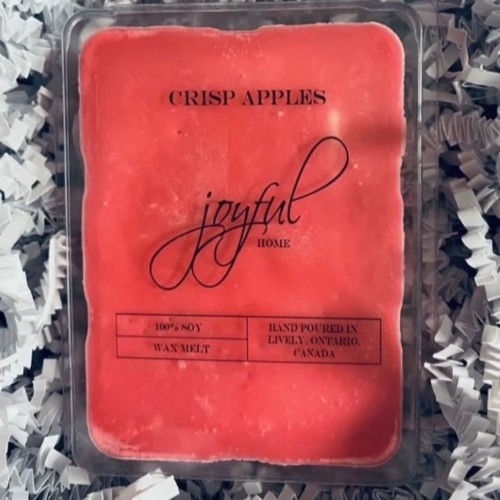 CRISP APPLES
joyful
HOME
100% SOY
WAX MELT
HAND POURED IN
LIVELY, ONTARIO,
CANADA